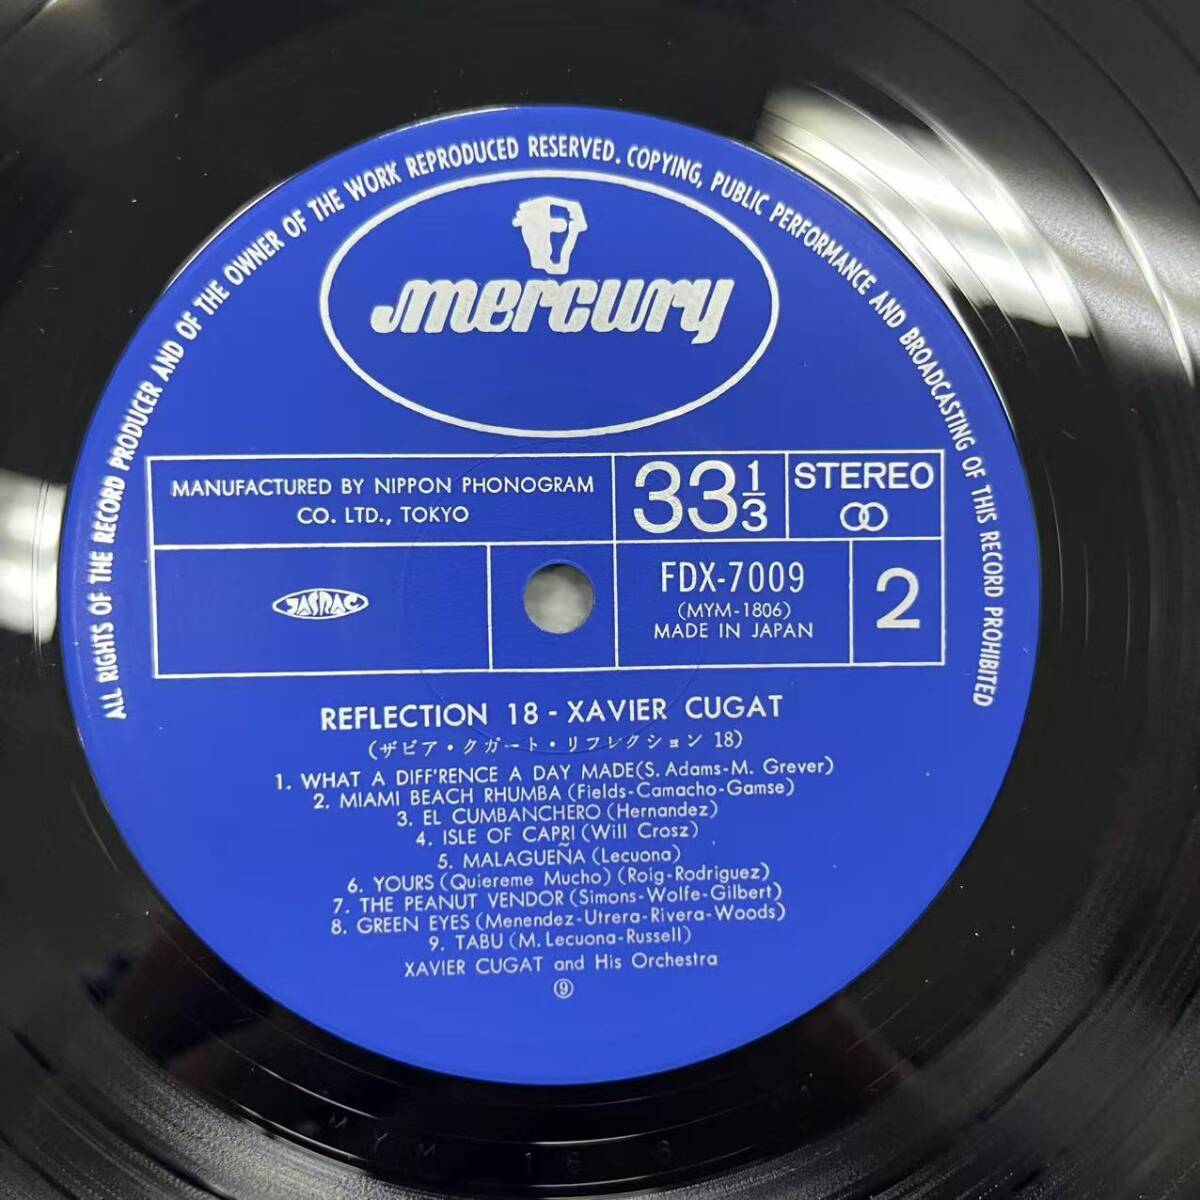 ALL RIGHTS OF THE RECORD PRODUCER AND OF THE OWNER OF THE WORK REPRODUCED RESERVED. COPYING, PUBLIC PERFORMANCE AND BROADCASTING OF THIS RECORD PROHIBITED
mercury
MANUFACTURED BY NIPPON PHONOGRAM
CO. LTD., TOKYO
33 1/3
STEREO
JASRAC
FDX-7009
(MYM-1806)
MADE IN JAPAN
2
REFLECTION 18 - XAVIER CUGAT
(ザビア・クガート・リフレクション 18)
1. WHAT A DIFF'RENCE A DAY MADE(S. Adams-M. Grever)
2. MIAMI BEACH RHUMBA (Fields-Camacho-Gamse)
3. EL CUMBANCHERO (Hernandez)
4. ISLE OF CAPRI (Will Crosz)
5. MALAGUEÑA (Lecuona)
6. YOURS (Quiereme Mucho) (Roig-Rodriguez)
7. THE PEANUT VENDOR (Simons-Wolfe-Gilbert)
8. GREEN EYES (Menendez-Utrera-Rivera-Woods)
9. TABU (M. Lecuona-Russell)
XAVIER CUGAT and His Orchestra
⑨